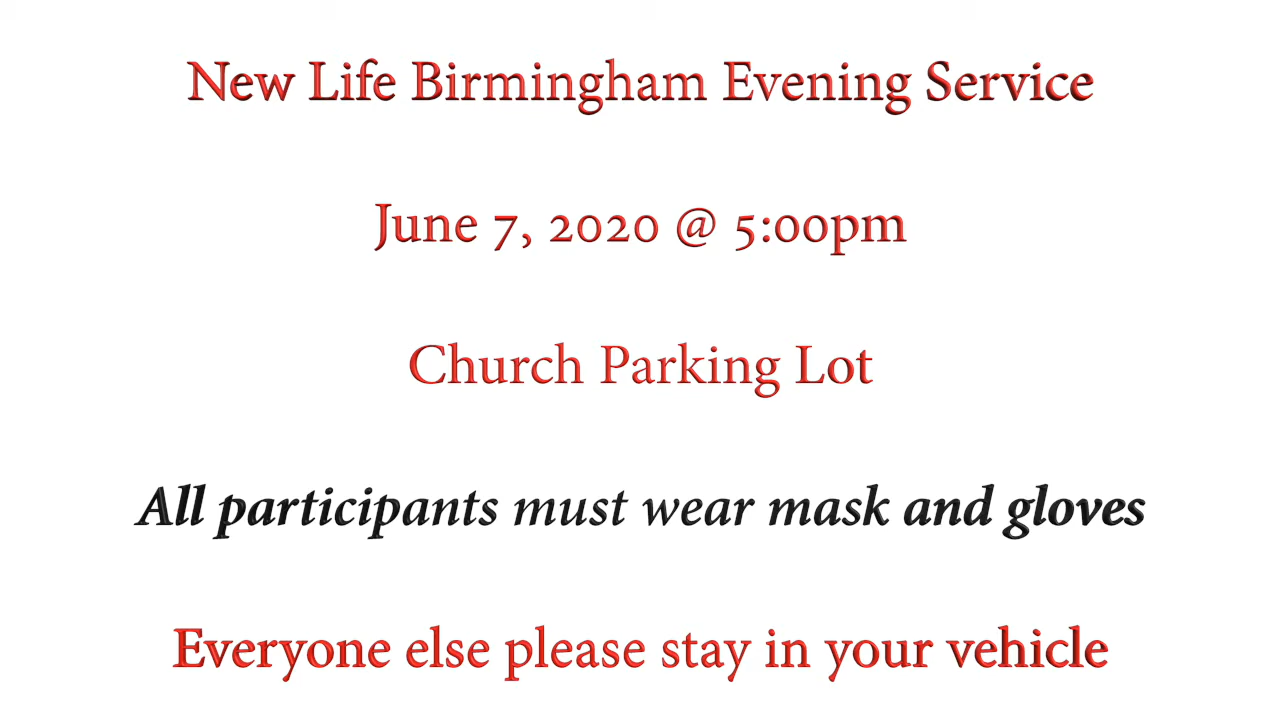 New Life Birmingham Evening Service
June 7, 2020 @ 5:00pm
Church Parking Lot
All participants must wear mask and gloves
Everyone else please stay in your vehicle